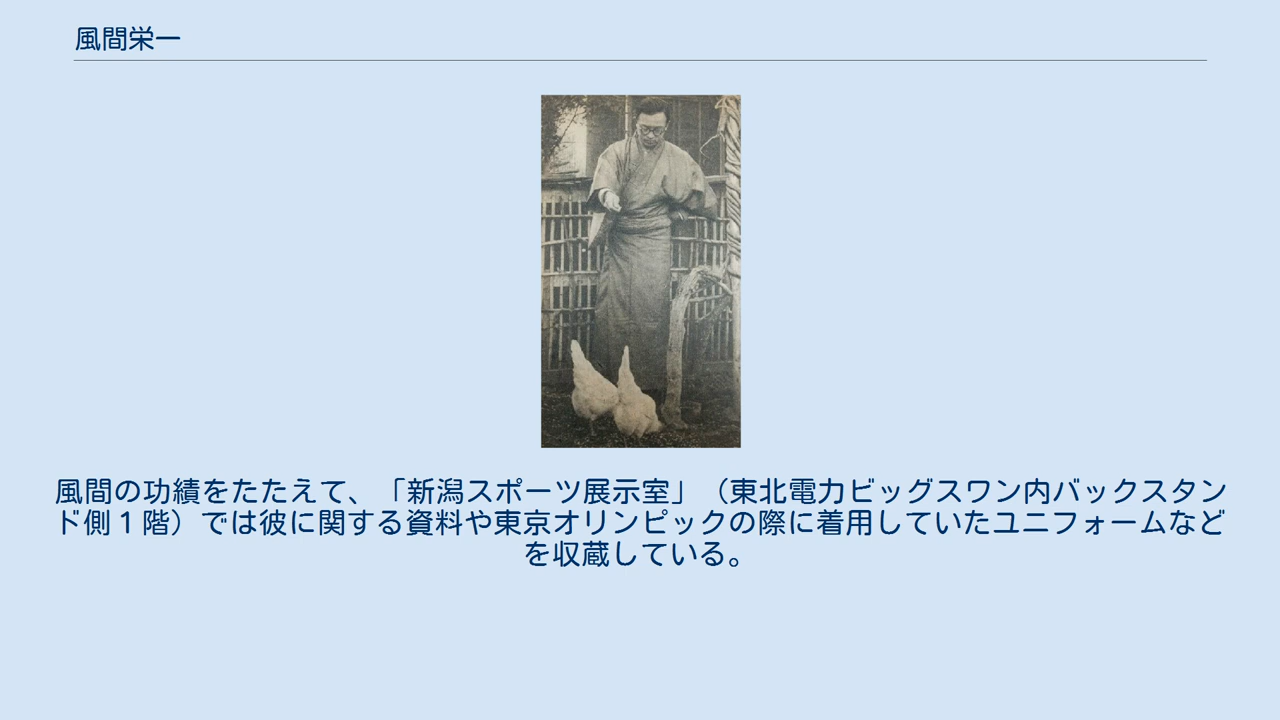 風間栄一
風間の功績をたたえて、「新潟スポーツ展示室」（東北電力ビッグスワン内バックスタン
ド側１階）では彼に関する資料や東京オリンピックの際に着用していたユニフォームなど
を収蔵している。